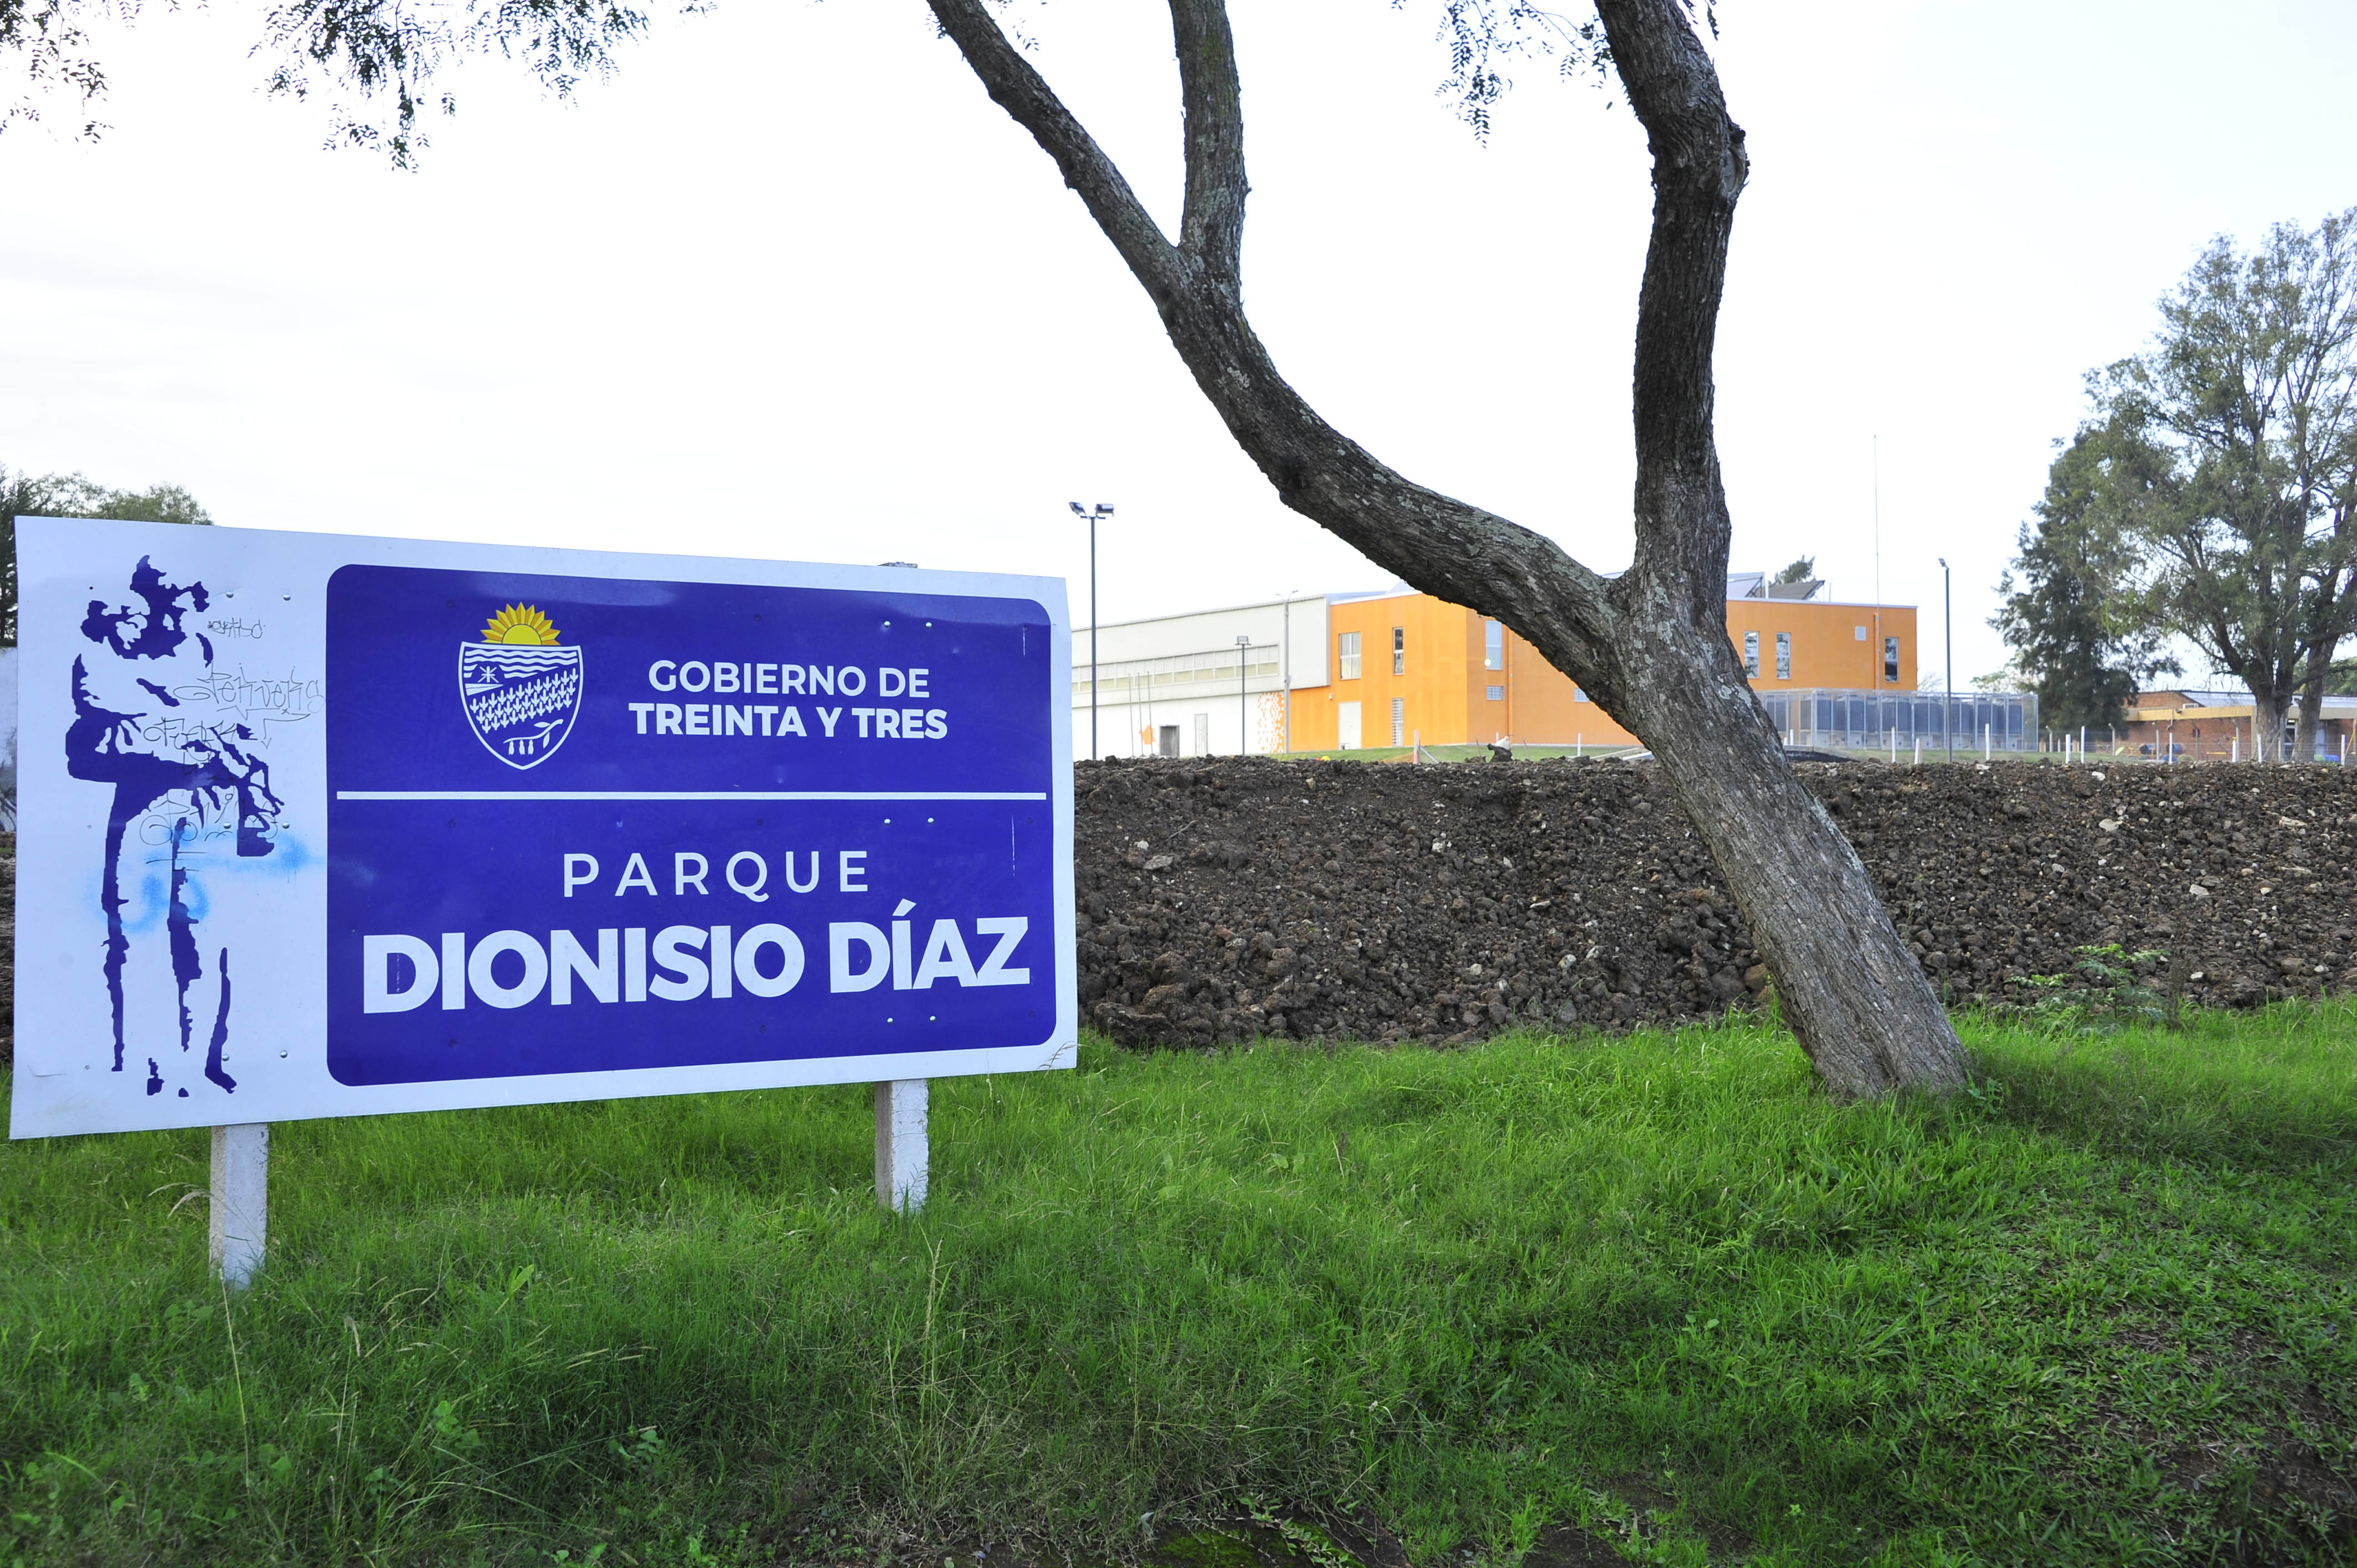 GOBIERNO DE
TREINTA Y TRES
PARQUE
DIONISIO DÍAZ